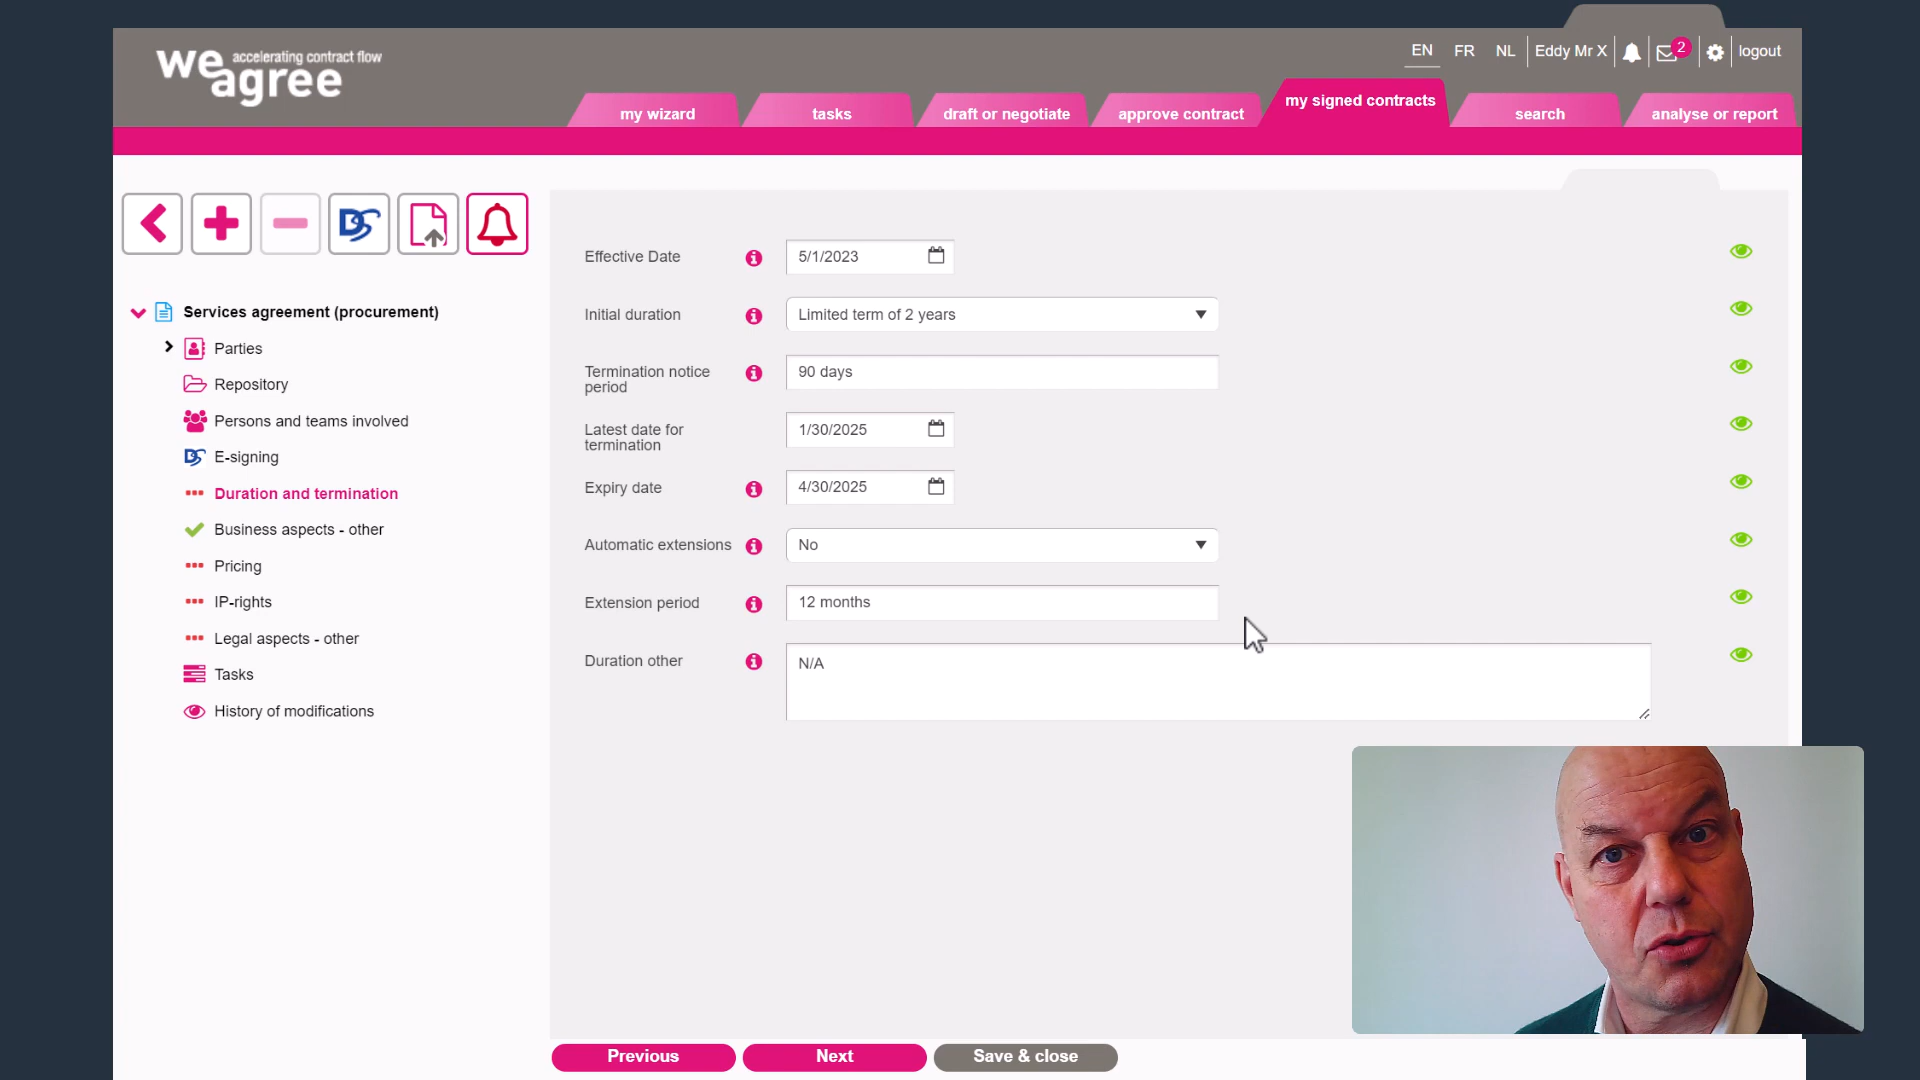 we agree accelerating contract flow
EN FR NL Eddy Mr X 2 logout
my wizard
tasks
draft or negotiate
approve contract
my signed contracts
search
analyse or report
DS
Services agreement (procurement)
Parties
Repository
Persons and teams involved
DS E-signing
Duration and termination
Business aspects - other
Pricing
IP-rights
Legal aspects - other
Tasks
History of modifications
Effective Date 5/1/2023
Initial duration Limited term of 2 years
Termination notice
period
90 days
Latest date for
termination
1/30/2025
Expiry date 4/30/2025
Automatic extensions No
Extension period 12 months
Duration other N/A
Previous
Next
Save & close